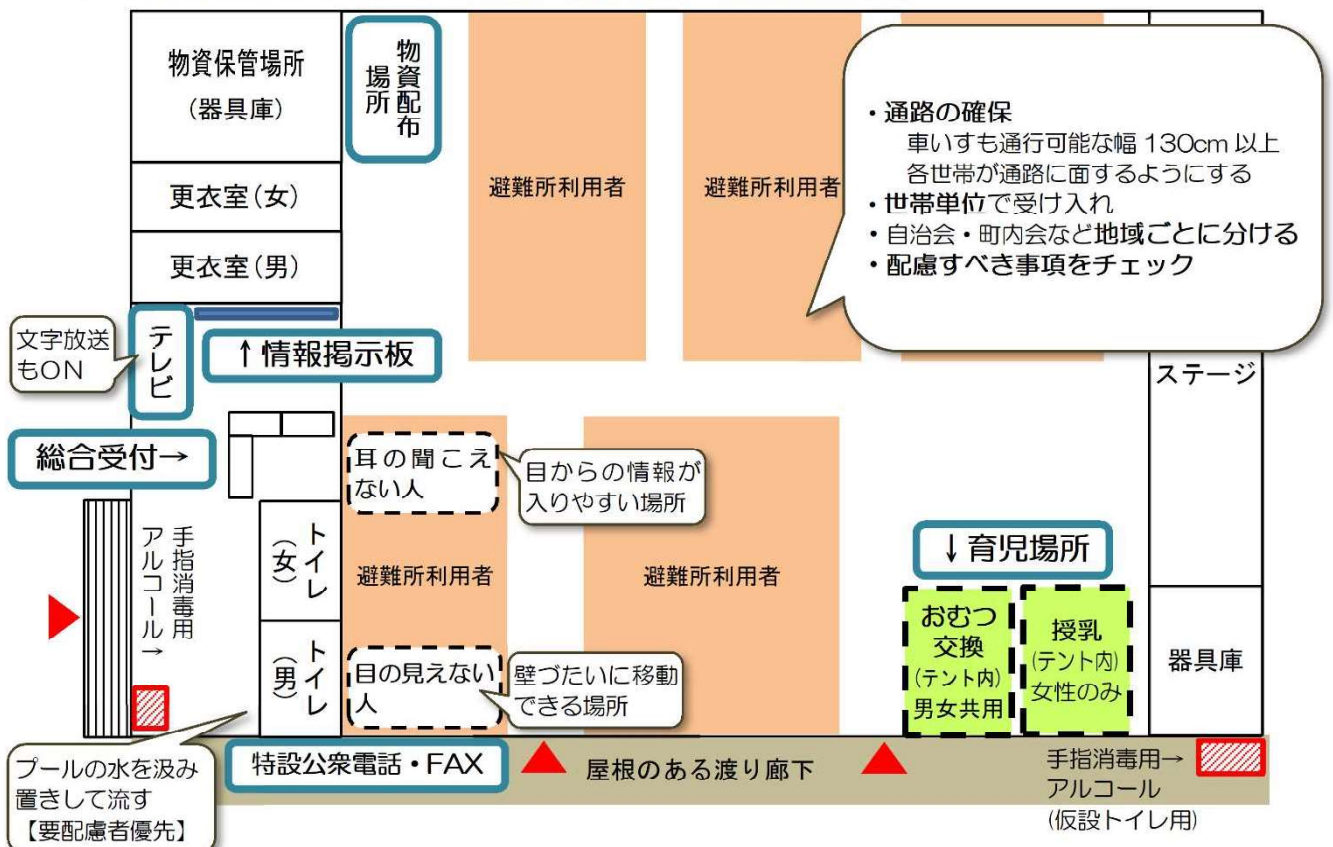 物資保管場所
(器具庫)
物資配布
場所
避難所利用者
避難所利用者
・通路の確保
車いすも通行可能な幅 130cm 以上
各世帯が通路に面するようにする
・世帯単位で受け入れ
・自治会・町内会など地域ごとに分ける
・配慮すべき事項をチェック
更衣室(女)
更衣室(男)
文字放送
もON
テレビ
↑情報掲示板
ステージ
総合受付→
耳の聞こえ
ない人
目からの情報が
入りやすい場所
手指消毒用
アルコール→
トイレ
(女)
避難所利用者
避難所利用者
↓育児場所
おむつ
交換
(テント内)
男女共用
授乳
(テント内)
女性のみ
器具庫
トイレ
(男)
目の見えない
人
壁づたいに移動
できる場所
プールの水を汲み
置きして流す
【要配慮者優先】
特設公衆電話・FAX
屋根のある渡り廊下
手指消毒用→
アルコール
(仮設トイレ用)